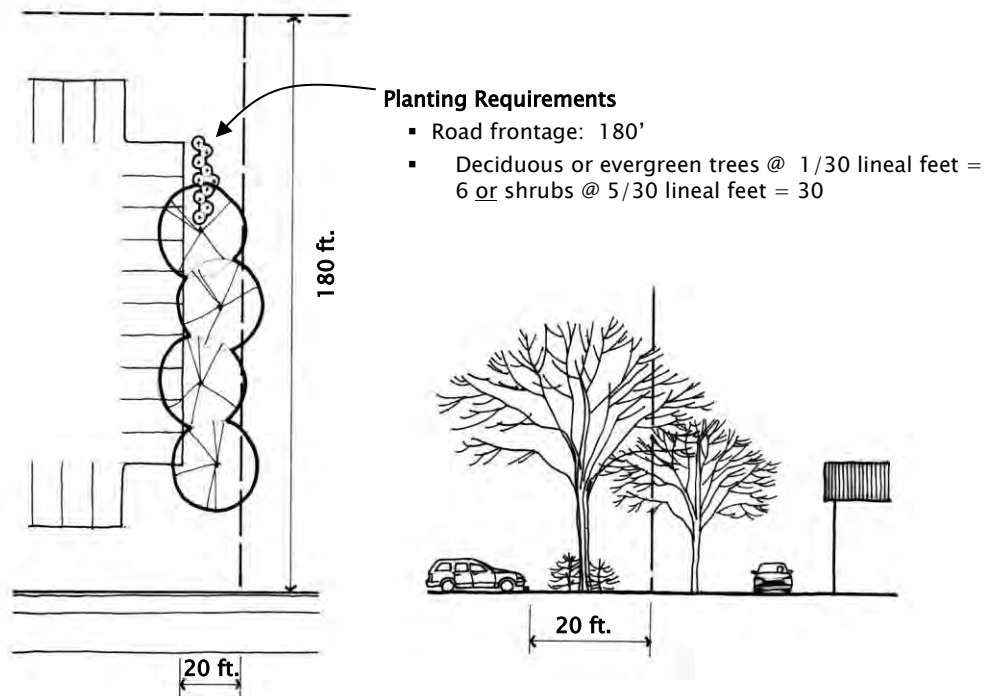 Planting Requirements
▪ Road frontage: 180’
▪ Deciduous or evergreen trees @ 1/30 lineal feet =
6 or shrubs @ 5/30 lineal feet = 30
180 ft.
20 ft.
20 ft.